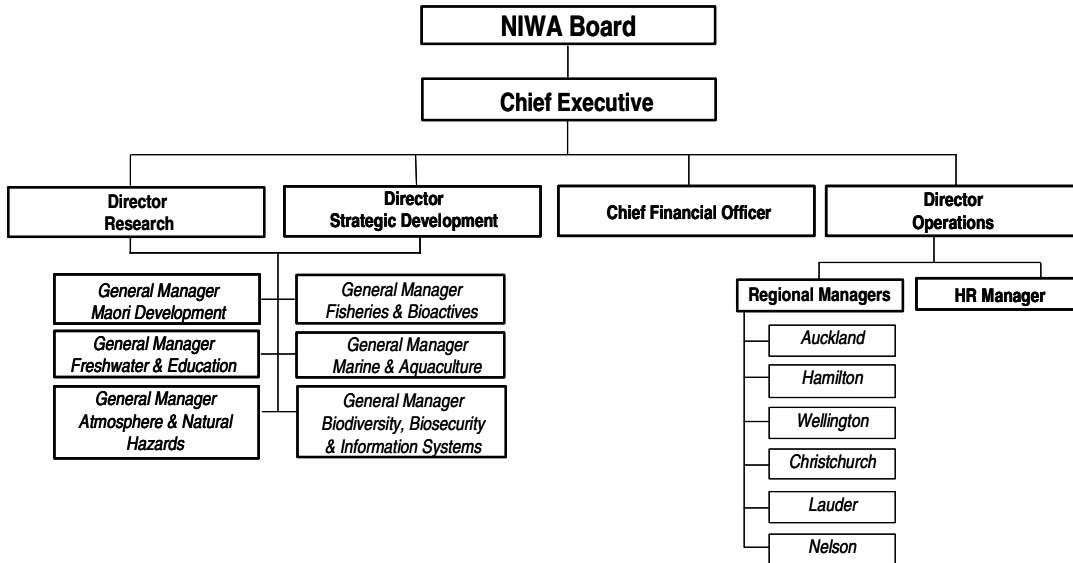 NIWA Board
Chief Executive
Director
Research
Director
Strategic Development
Chief Financial Officer
Director
Operations
General Manager
Maori Development
General Manager
Fisheries & Bioactives
General Manager
Freshwater & Education
General Manager
Marine & Aquaculture
General Manager
Atmosphere & Natural
Hazards
General Manager
Biodiversity, Biosecurity
& Information Systems
Regional Managers
HR Manager
Auckland
Hamilton
Wellington
Christchurch
Lauder
Nelson